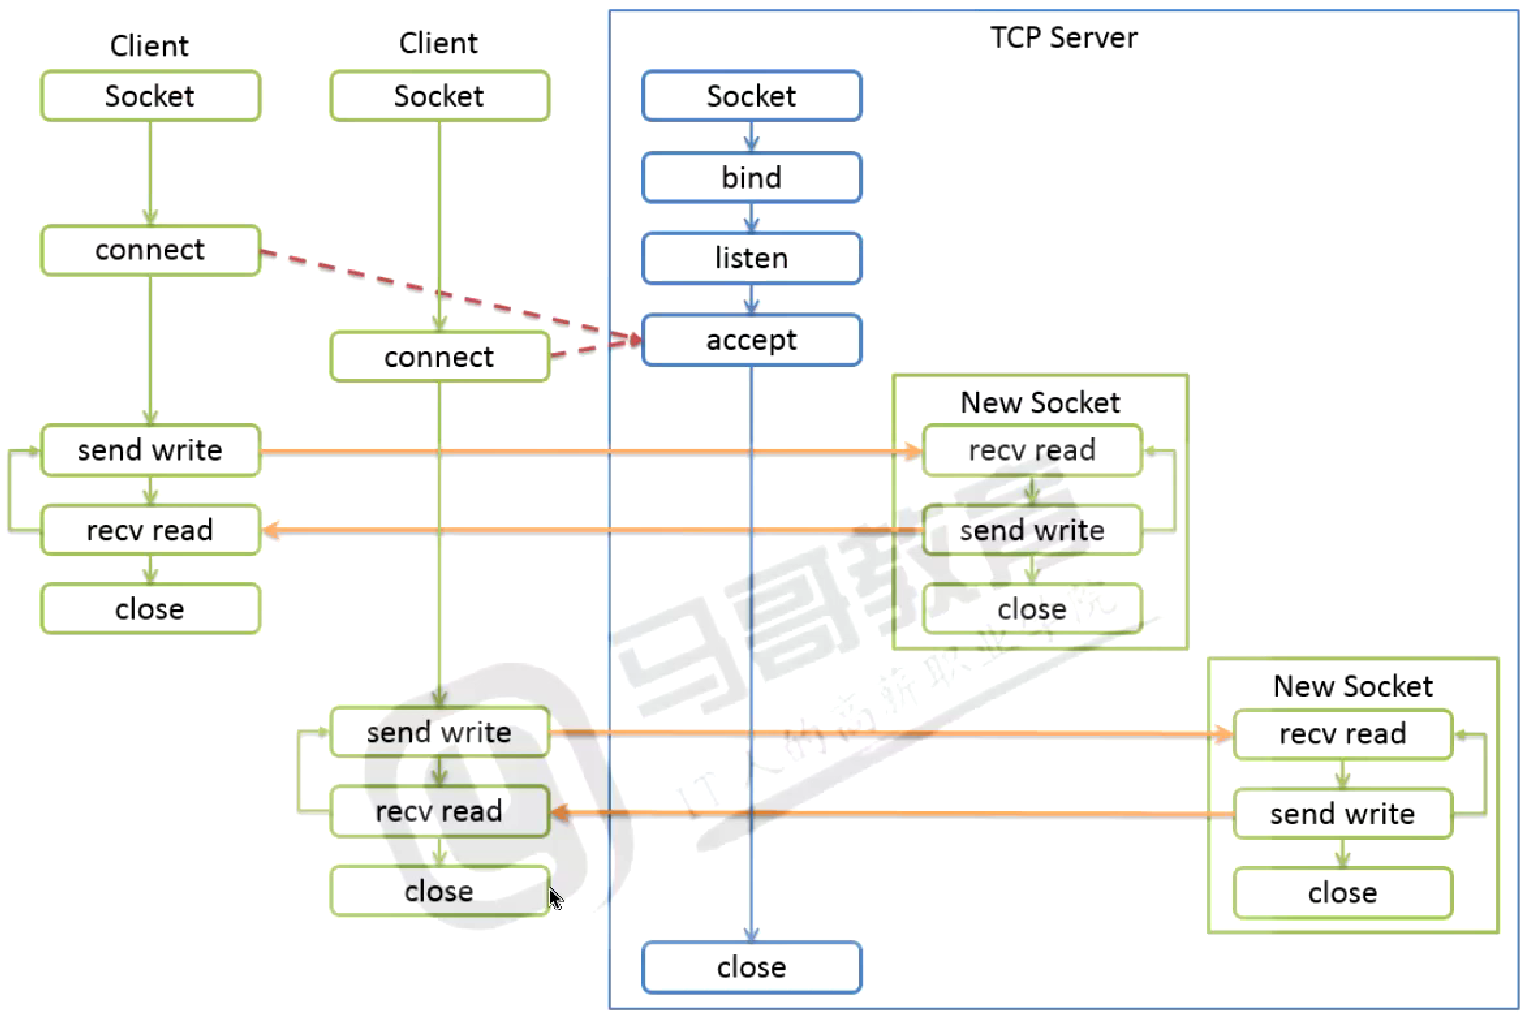 Client
Socket
connect
send write
recv read
close
Client
Socket
connect
send write
recv read
close
TCP Server
Socket
bind
listen
accept
close
New Socket
recv read
send write
close
New Socket
recv read
send write
close
马哥教育
IT人的高薪职业学院